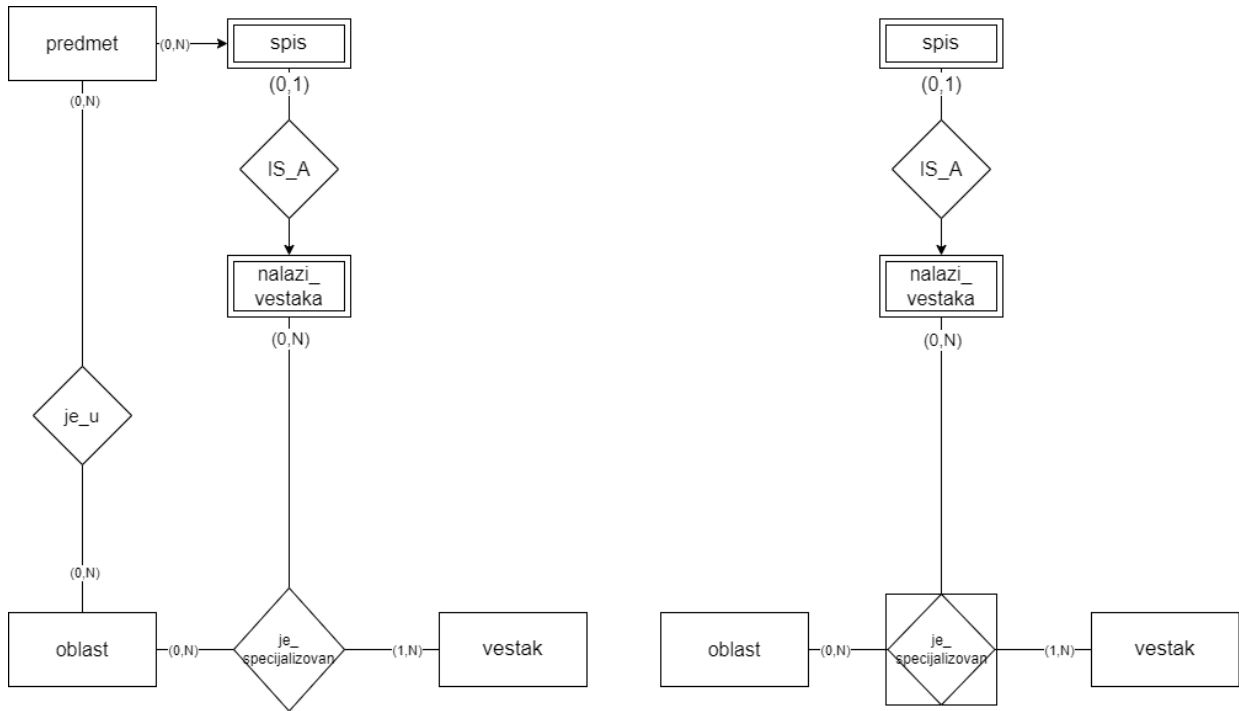 predmet
(0,N)
spis
spis
(0,N)
(0,1)
(0,1)
IS_A
IS_A
nalazi_
vestaka
nalazi_
vestaka
(0,N)
(0,N)
je_u
(0,N)
oblast
(0,N)
je_
specijalizovan
(1,N)
vestak
oblast
(0,N)
je_
specijalizovan
(1,N)
vestak